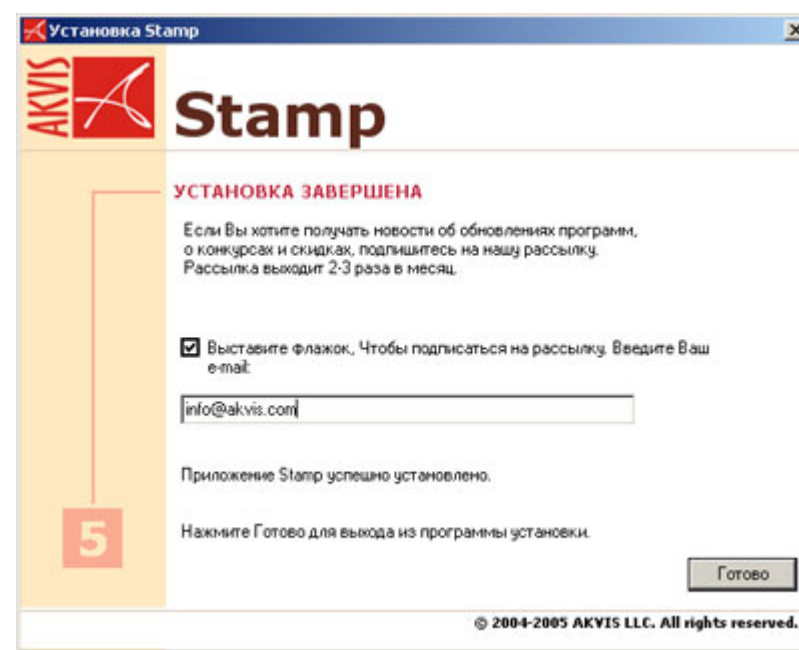 Установка Stamp
AKVIS
Stamp
УСТАНОВКА ЗАВЕРШЕНА
Если Вы хотите получать новости об обновлениях программ,
о конкурсах и скидках, подпишитесь на нашу рассылку.
Рассылка выходит 2-3 раза в месяц.
Выставите флажок, Чтобы подписаться на рассылку. Введите Ваш
e-mail:
info@akvis.com
Приложение Stamp успешно установлено.
5
Нажмите Готово для выхода из программы установки.
Готово
© 2004-2005 AKVIS LLC. All rights reserved.